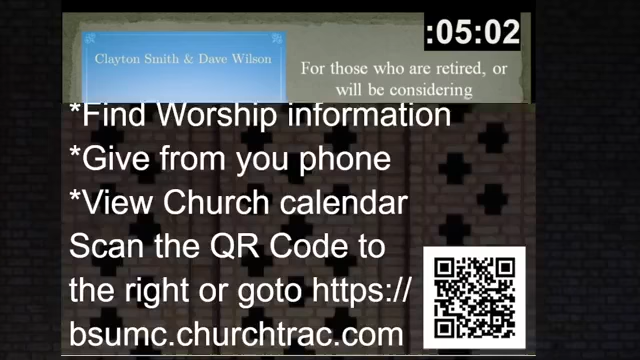 :05:02
Clayton Smith & Dave Wilson
For those who are retired, or
will be considering
*Find Worship information
*Give from you phone
*View Church calendar
Scan the QR Code to
the right or goto https://
bsumc.churchtrac.com